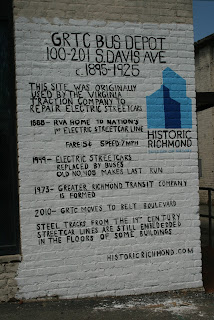 GRTC BUS DEPOT
100-201 S. DAVIS AVE
c. 1895-1925
THIS SITE WAS ORIGINALLY
USED BY THE VIRGINIA
TRACTION COMPANY TO
REPAIR ELECTRIC STREETCARS
1888- RVA HOME TO NATION'S
1ST ELECTRIC STREETCAR LINE
FARE: 5¢ SPEED: 7 MPH
HISTORIC
RICHMOND
1949- ELECTRIC STREETCARS
REPLACED BY BUSES
OLD NO. 408 MAKES LAST RUN
1973- GREATER RICHMOND TRANSIT COMPANY
IS FORMED
2010- GRTC MOVES TO BELT BOULEVARD
STEEL TRACKS FROM THE 19TH CENTURY
STREETCAR LINES ARE STILL EMBEDDED
IN THE FLOORS OF SOME BUILDINGS
HISTORICRICHMOND.COM